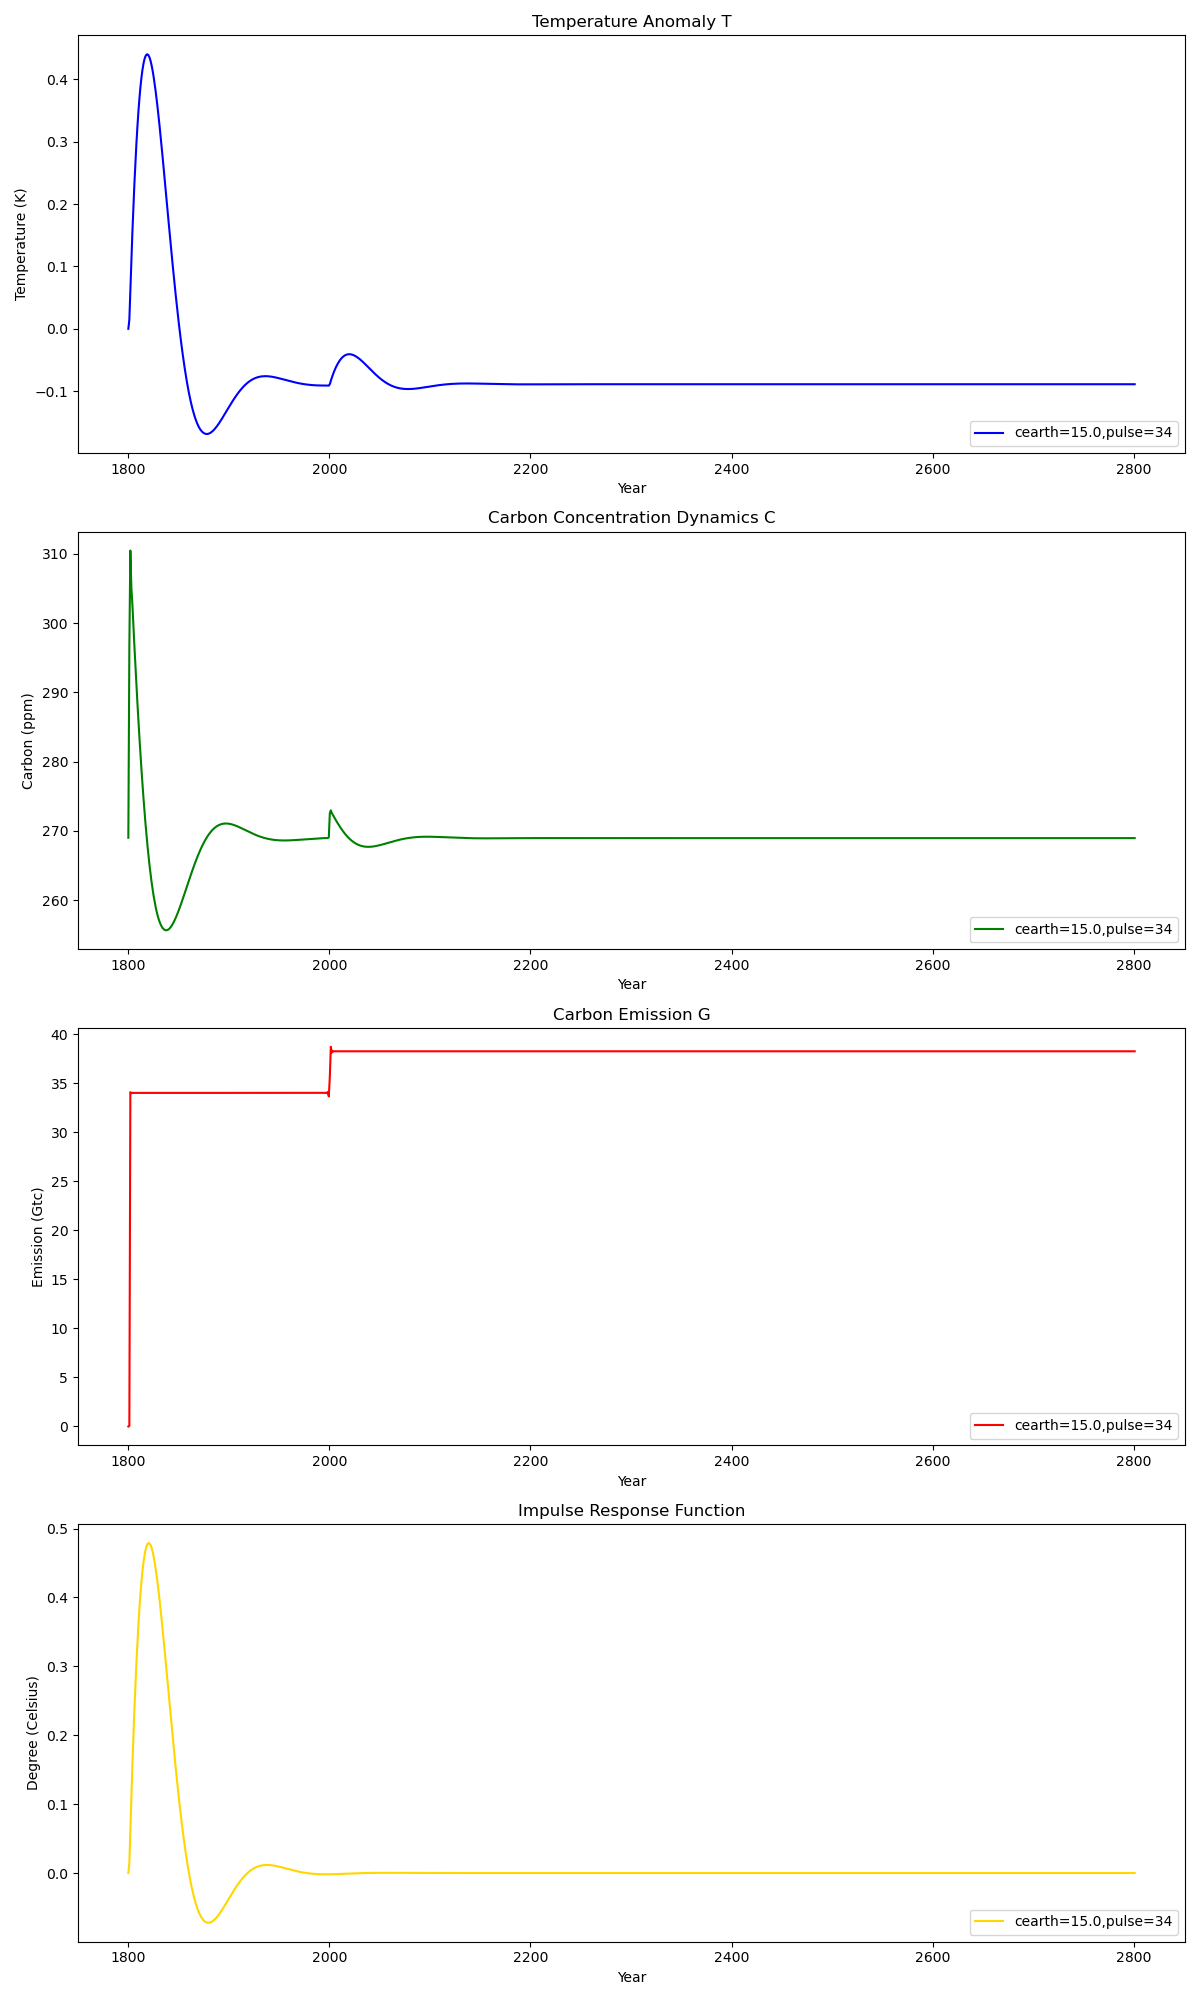 Temperature Anomaly T
Temperature (K)
0.4
0.3
0.2
0.1
0.0
−0.1
cearth=15.0,pulse=34
1800 2000 2200 2400 2600 2800
Year
Carbon Concentration Dynamics C
Carbon (ppm)
310
300
290
280
270
260
cearth=15.0,pulse=34
1800 2000 2200 2400 2600 2800
Year
Carbon Emission G
Emission (Gtc)
40
35
30
25
20
15
10
5
0
cearth=15.0,pulse=34
1800 2000 2200 2400 2600 2800
Year
Impulse Response Function
Degree (Celsius)
0.5
0.4
0.3
0.2
0.1
0.0
cearth=15.0,pulse=34
1800 2000 2200 2400 2600 2800
Year